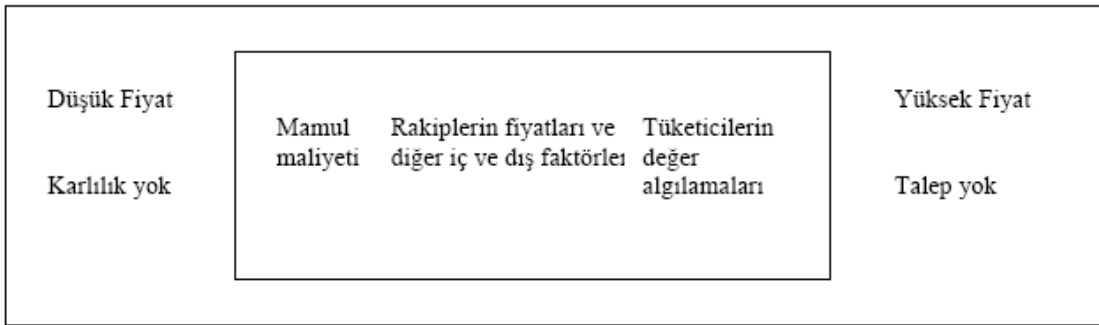 Düşük Fiyat
Karlılık yok
Mamul
maliyeti
Rakiplerin fiyatları ve
diğer iç ve dış faktörler
Tüketicilerin
değer
algılamaları
Yüksek Fiyat
Talep yok